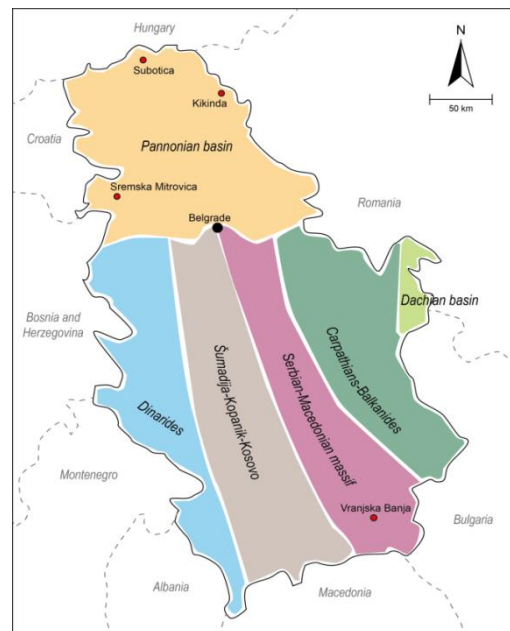 Hungary
N
Subotica
Kikinda
50 km
Croatia
Pannonian basin
Sremska Mitrovica
Romania
Belgrade
Dachian basin
Bosnia and
Herzegovina
Šumadija-Kopanik-Kosovo
Serbian-Macedonian massif
Carpathians-Balkanides
Dinarides
Montenegro
Vranjska Banja
Bulgaria
Albania
Macedonia